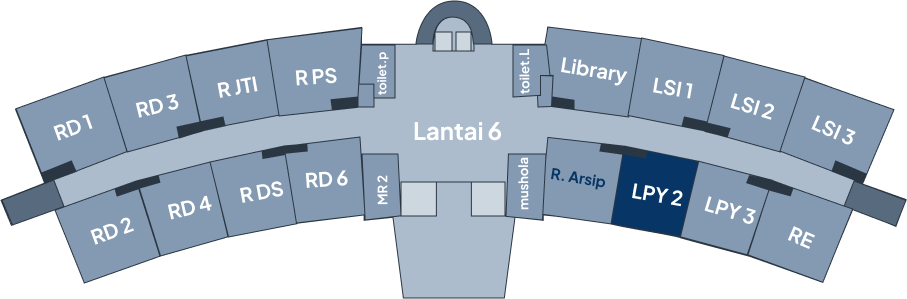 RD 1
RD 3
R JTI
R PS
toilet.p
toilet.L
Library
LSI 1
LSI 2
LSI 3
Lantai 6
RD 2
RD 4
R DS
RD 6
MR 2
mushola
R. Arsip
LPY 2
LPY 3
RE